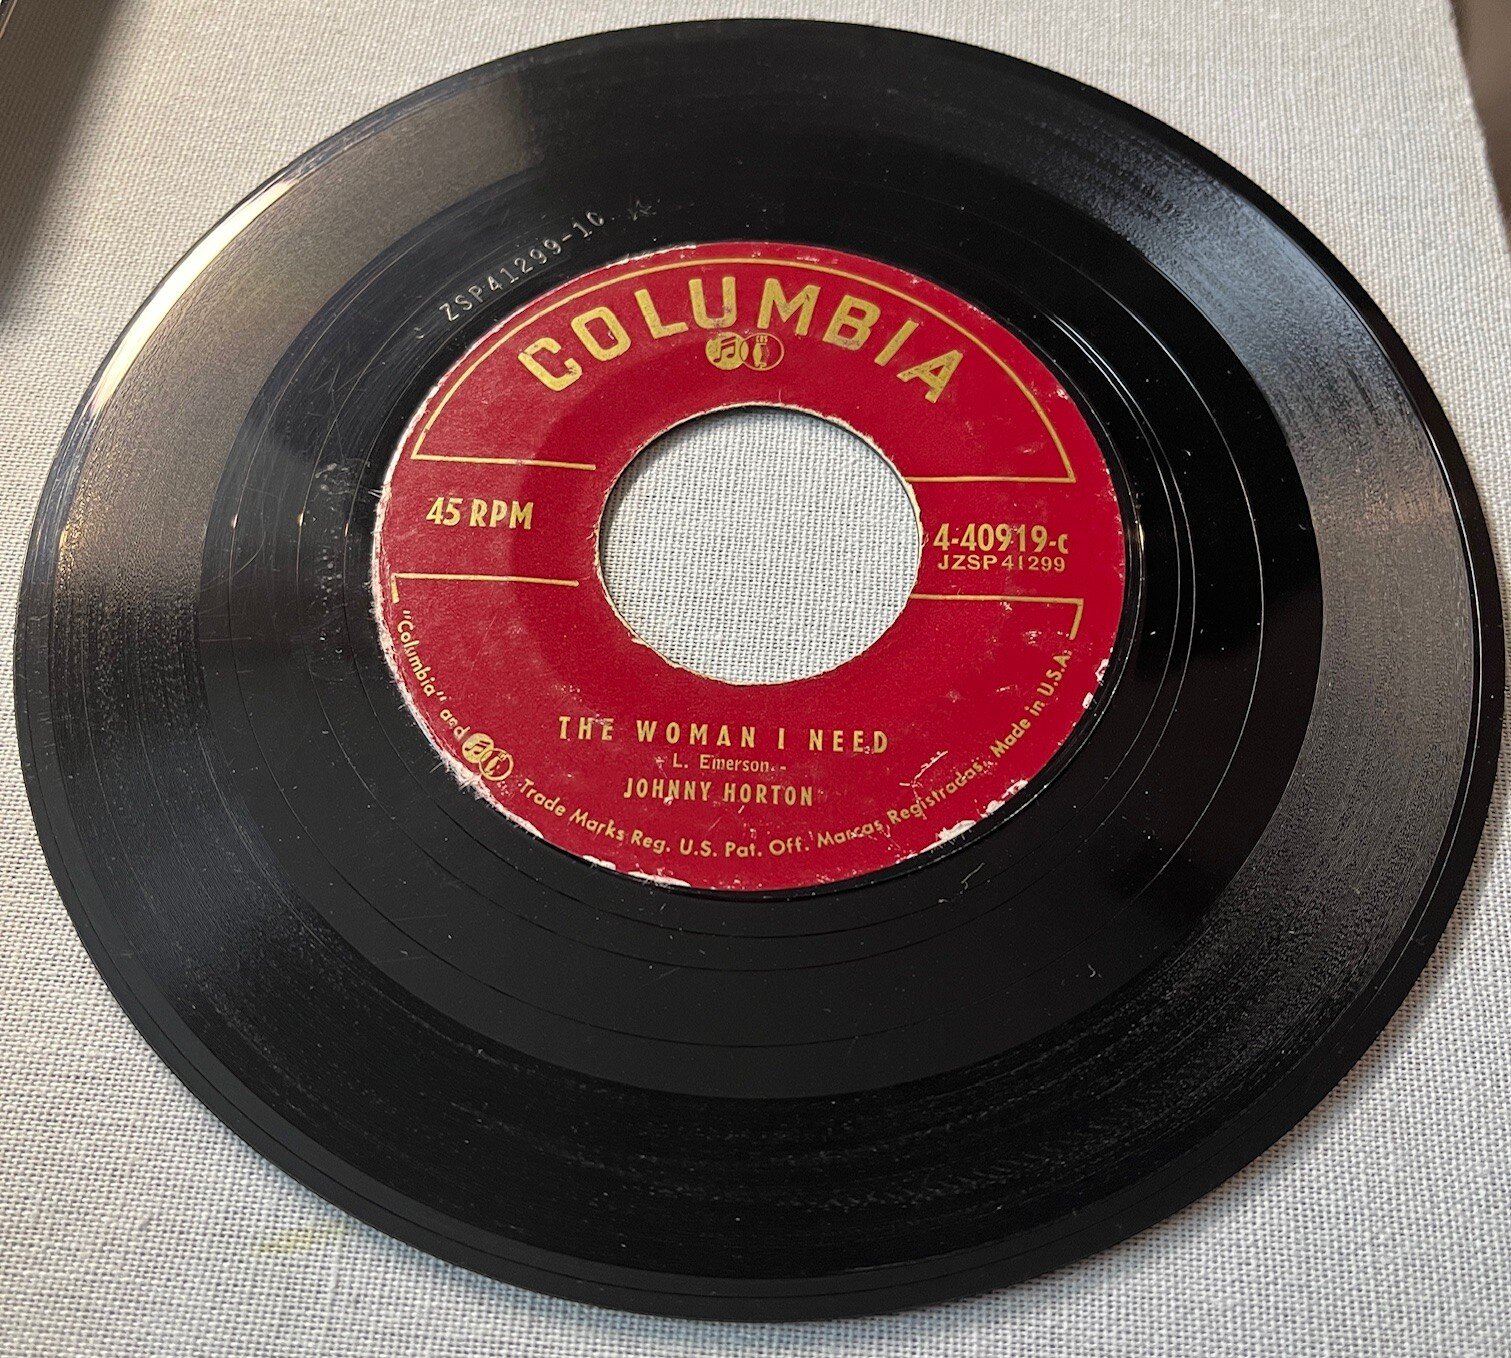 ZSP41299-1C
COLUMBIA
CBS
45 RPM
4-40919-c
JZSP 41299
THE WOMAN I NEED
- L. Emerson -
JOHNNY HORTON
"Columbia" and Trade Marks Reg. U.S. Pat. Off. Marcas Registradas. Made in U.S.A.